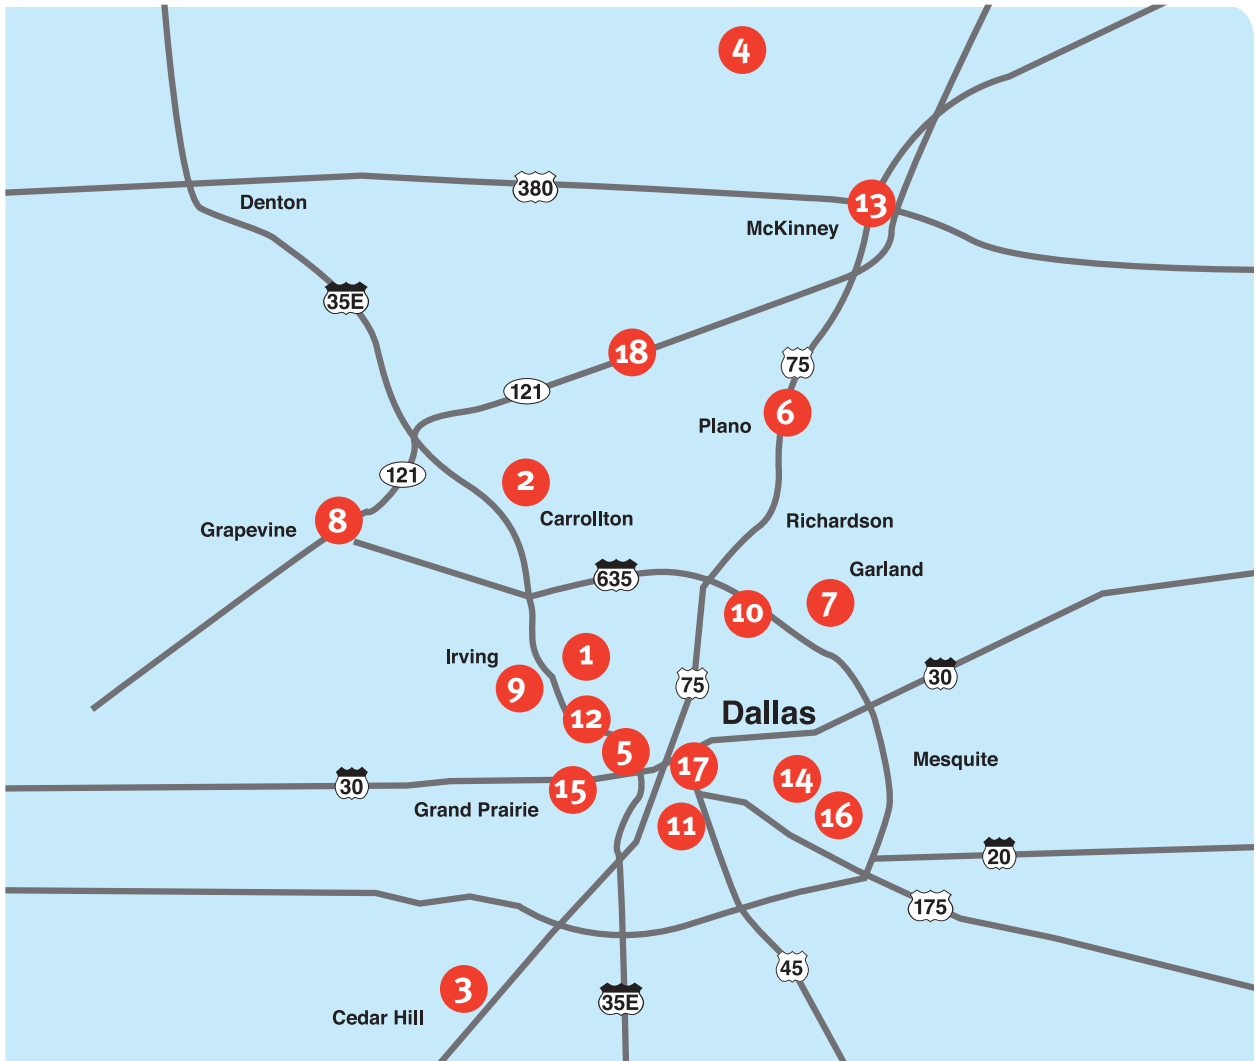 4
380
Denton
13
McKinney
35E
18
75
121
6
Plano
121
2
8
Carrollton
Richardson
Grapevine
635
Garland
7
10
1
Irving
9
75
30
12
Dallas
5
17
Mesquite
14
30
15
Grand Prairie
16
11
20
175
45
3
35E
Cedar Hill